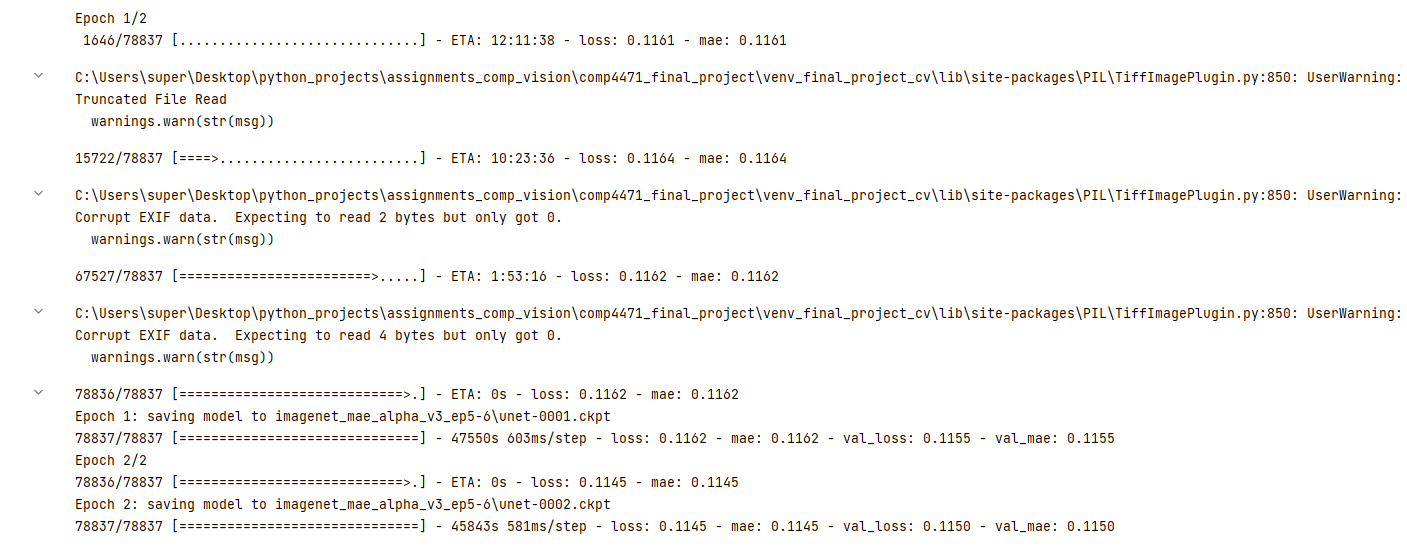 Epoch 1/2
 1646/78837 [..............................] - ETA: 12:11:38 - loss: 0.1161 - mae: 0.1161
C:\Users\super\Desktop\python_projects\assignments_comp_vision\comp4471_final_project\venv_final_project_cv\lib\site-packages\PIL\TiffImagePlugin.py:850: UserWarning:
Truncated File Read
  warnings.warn(str(msg))
15722/78837 [====>.........................] - ETA: 10:23:36 - loss: 0.1164 - mae: 0.1164
C:\Users\super\Desktop\python_projects\assignments_comp_vision\comp4471_final_project\venv_final_project_cv\lib\site-packages\PIL\TiffImagePlugin.py:850: UserWarning:
Corrupt EXIF data.  Expecting to read 2 bytes but only got 0.
  warnings.warn(str(msg))
67527/78837 [========================>.....] - ETA: 1:53:16 - loss: 0.1162 - mae: 0.1162
C:\Users\super\Desktop\python_projects\assignments_comp_vision\comp4471_final_project\venv_final_project_cv\lib\site-packages\PIL\TiffImagePlugin.py:850: UserWarning:
Corrupt EXIF data.  Expecting to read 4 bytes but only got 0.
  warnings.warn(str(msg))
78836/78837 [============================>.] - ETA: 0s - loss: 0.1162 - mae: 0.1162
Epoch 1: saving model to imagenet_mae_alpha_v3_ep5-6\unet-0001.ckpt
78837/78837 [==============================] - 47550s 603ms/step - loss: 0.1162 - mae: 0.1162 - val_loss: 0.1155 - val_mae: 0.1155
Epoch 2/2
78836/78837 [============================>.] - ETA: 0s - loss: 0.1145 - mae: 0.1145
Epoch 2: saving model to imagenet_mae_alpha_v3_ep5-6\unet-0002.ckpt
78837/78837 [==============================] - 45843s 581ms/step - loss: 0.1145 - mae: 0.1145 - val_loss: 0.1150 - val_mae: 0.1150